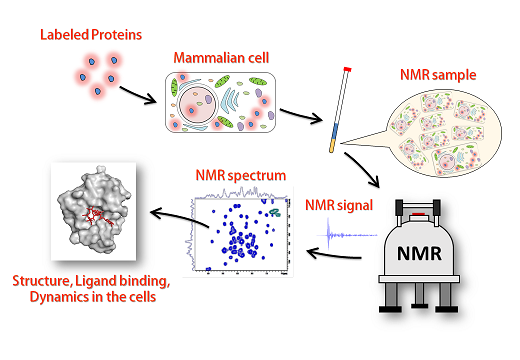 Labeled Proteins
Mammalian cell
NMR sample
NMR spectrum
NMR signal
NMR
Structure, Ligand binding,
Dynamics in the cells